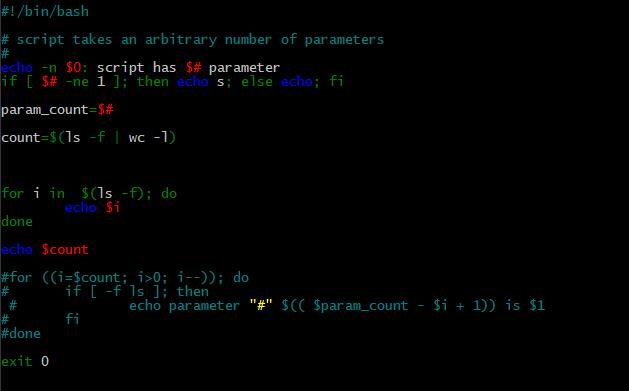 #!/bin/bash
# script takes an arbitrary number of parameters
#
echo -n $0: script has $# parameter
if [ $# -ne 1 ]; then echo s; else echo; fi
param_count=$#
count=$(ls -f | wc -l)
for i in  $(ls -f); do
        echo $i
done
echo $count
#for ((i=$count; i>0; i--)); do
#       if [ -f ls ]; then
 #              echo parameter "#" $(( $param_count - $i + 1)) is $1
#       fi
#done
exit 0